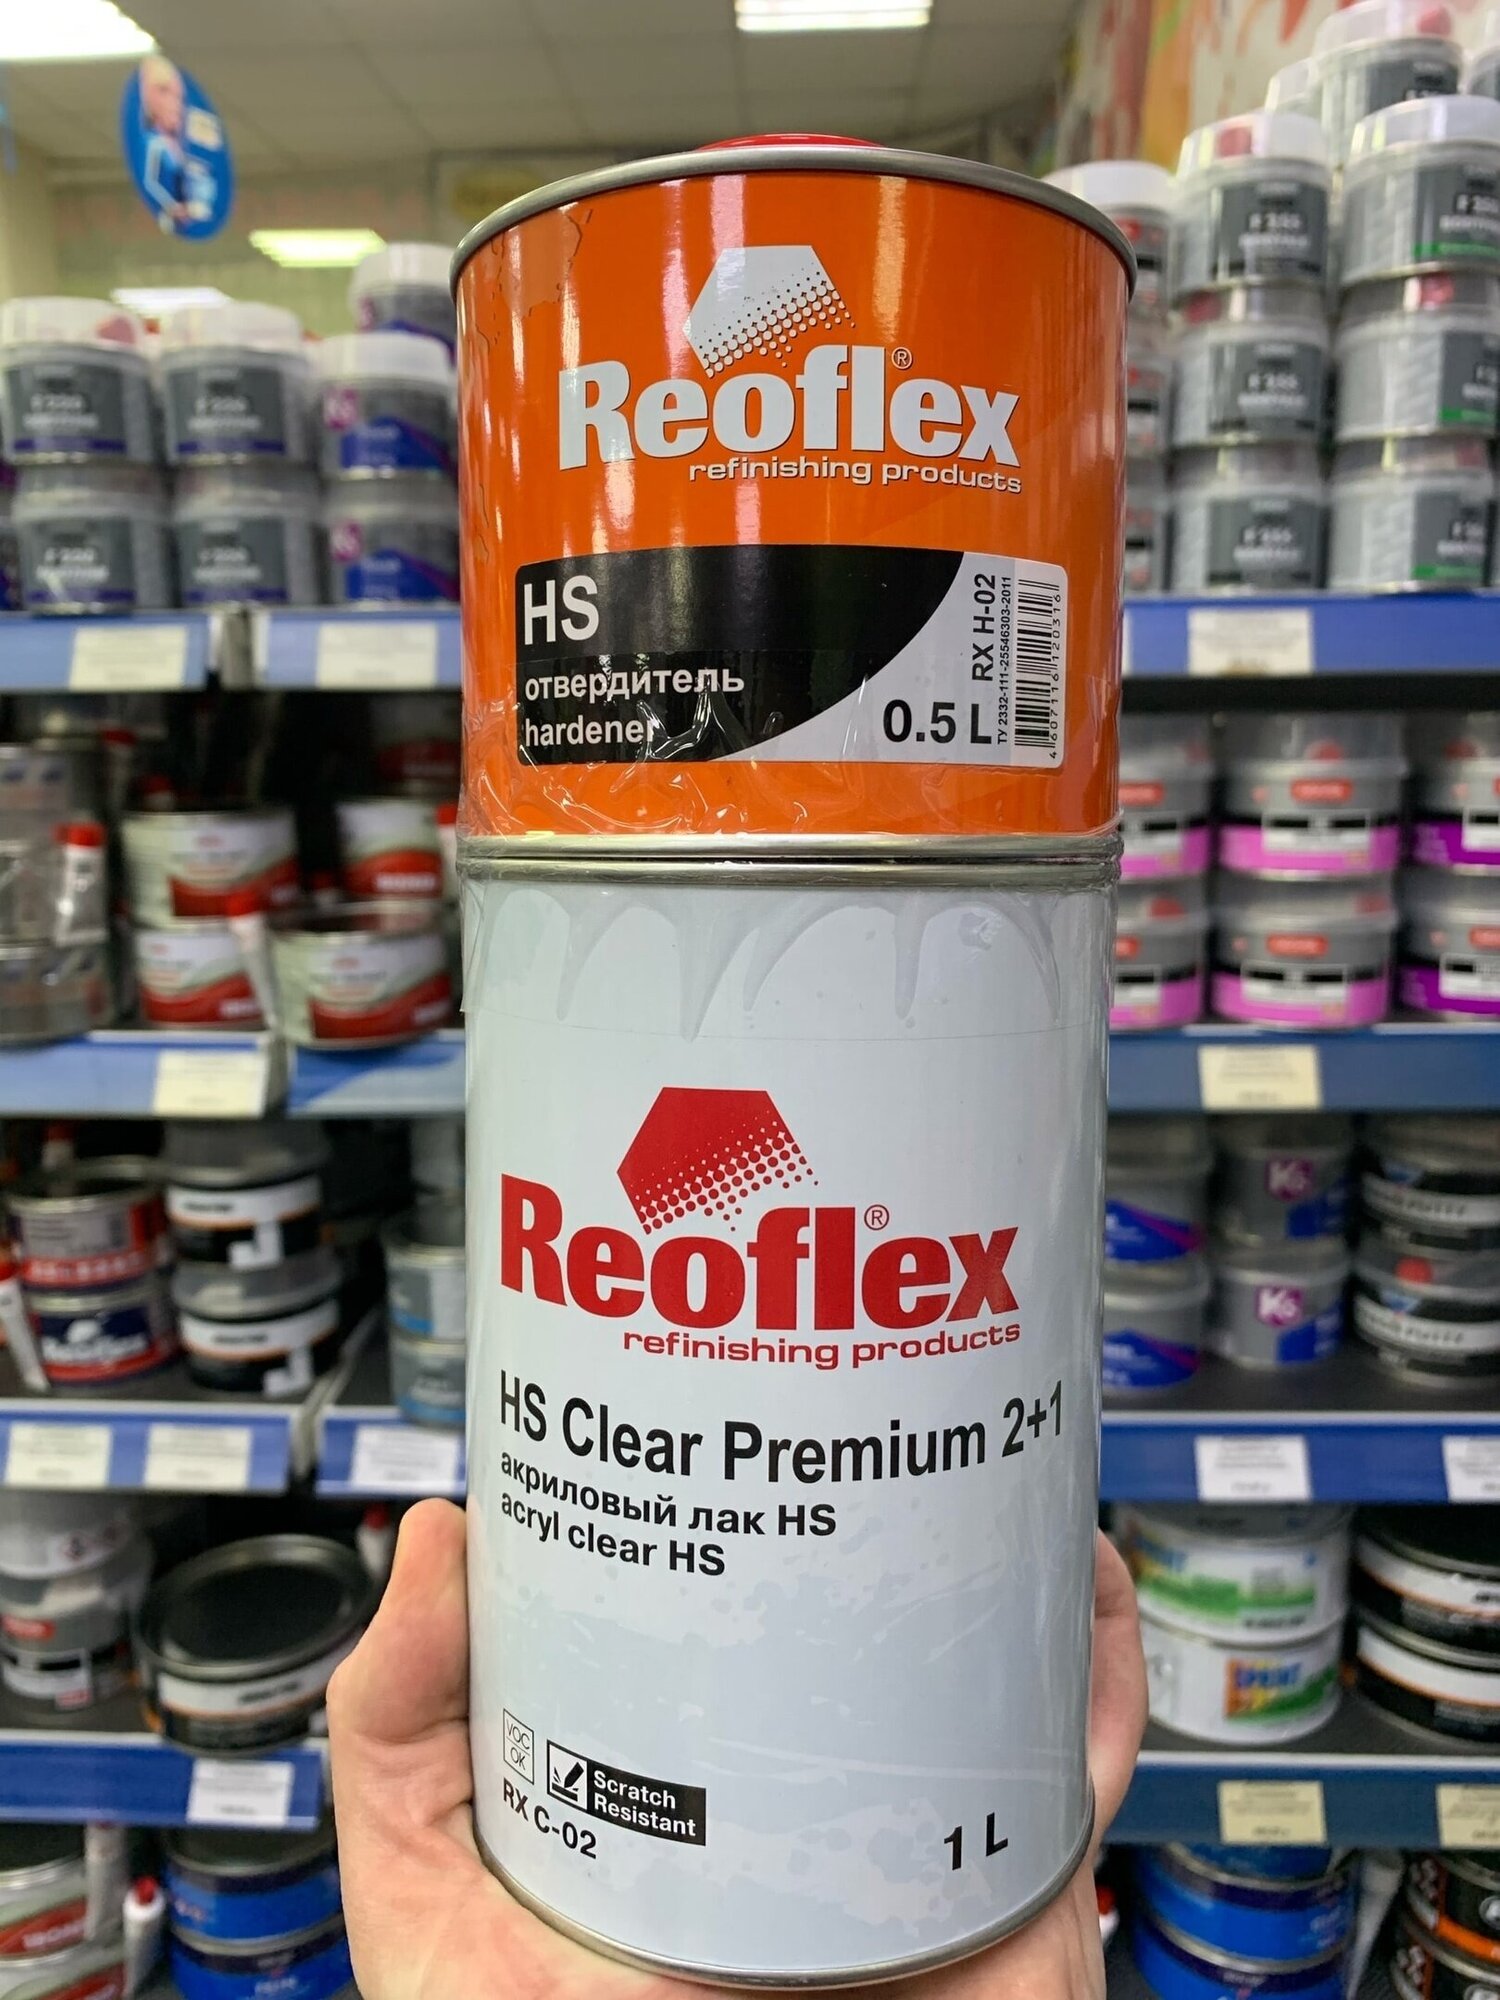 Reoflex®
refinishing products
HS
отвердитель
hardener
0.5 L
RX H-02
ТУ 2332-111-25546303-2011
4607116120316
Reoflex®
refinishing products
HS Clear Premium 2+1
акриловый лак HS
acryl clear HS
VOC
OK
Scratch
Resistant
RX C-02
1 L